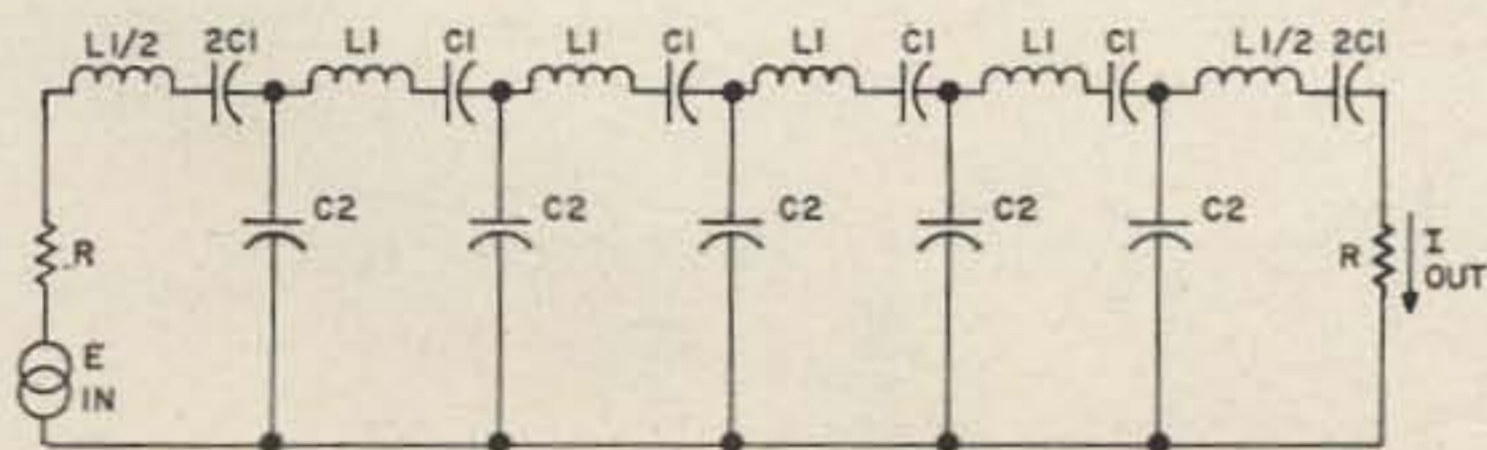 L1/2 2C1 L1 C1 L1 C1 L1 C1 L1 C1 L1/2 2C1
C2 C2 C2 C2 C2
R R I
OUT
E
IN